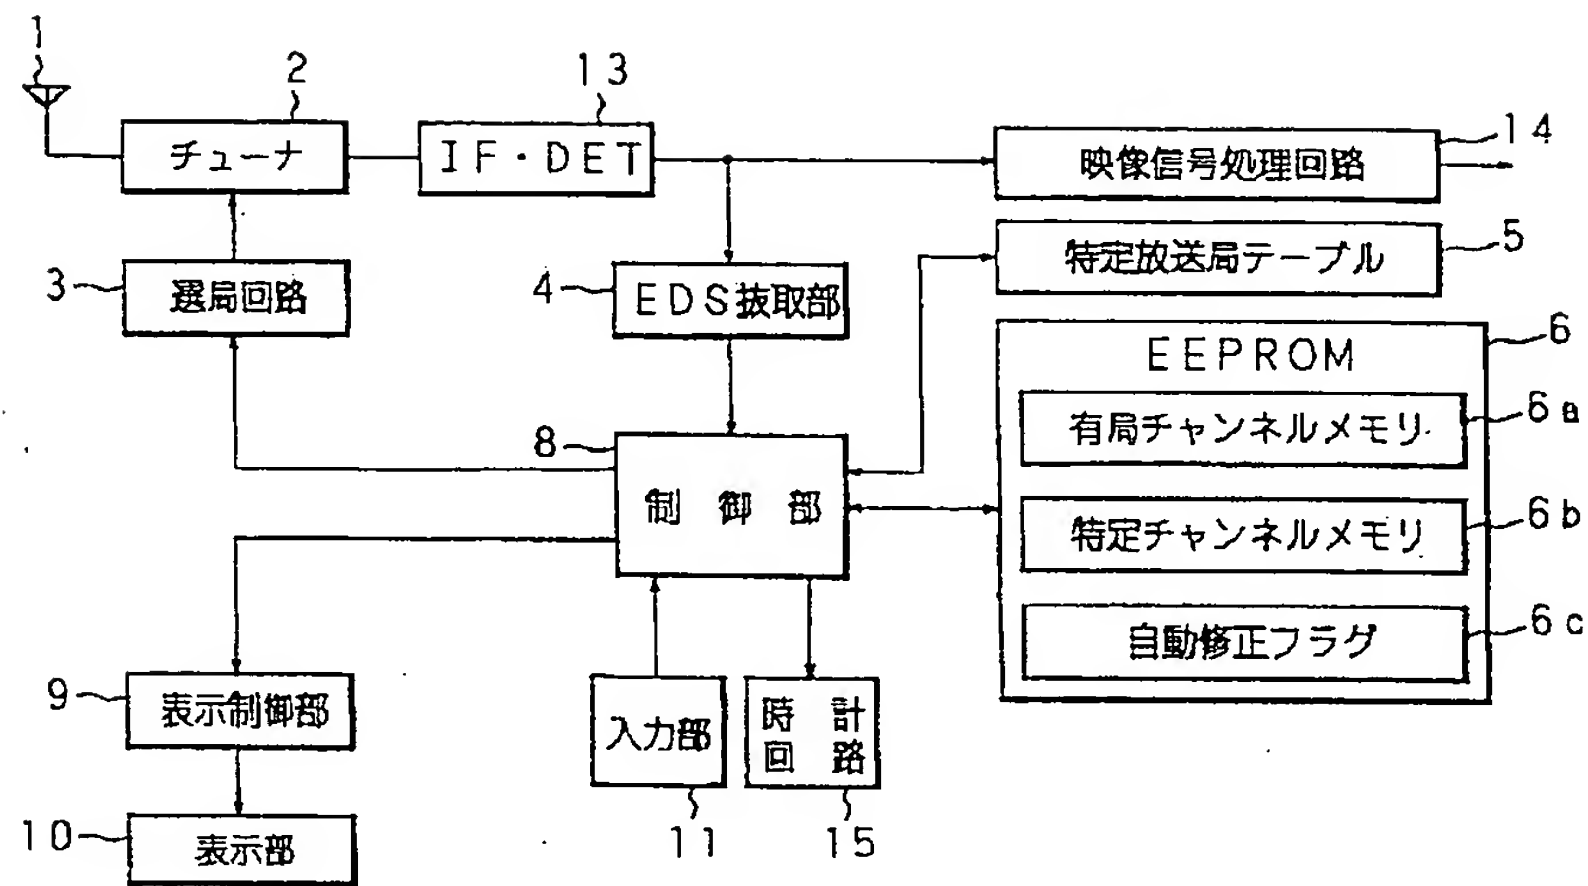 1
2
13
チューナ
IF・DET
映像信号処理回路
14
3
選局回路
4
EDS抜取部
特定放送局テーブル
5
EEPROM
6
有局チャンネルメモリ
6a
8
制御部
特定チャンネルメモリ
6b
自動修正フラグ
6c
9
表示制御部
入力部
時計
回路
11
15
10
表示部